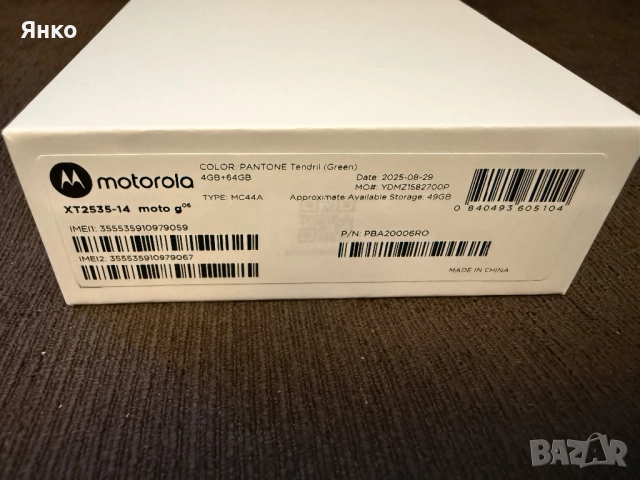 Янко
motorola
COLOR: PANTONE Tendril (Green)
4GB+64GB
Date: 2025-08-29
MO#: YDMZ1582700P
XT2535-14 moto g06
TYPE: MC44A
Approximate Available Storage: 49GB
0 840493 605104
IMEI1: 355535910979059
P/N: PBA20006RO
IMEI2: 355535910979067
MADE IN CHINA
BAZAR